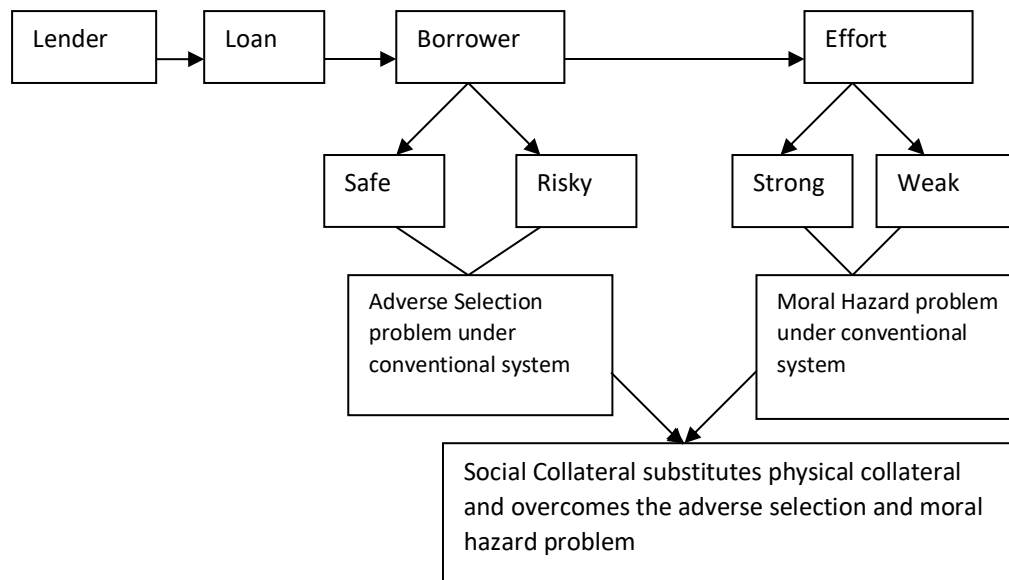 Lender
Loan
Borrower
Effort
Safe
Risky
Strong
Weak
Adverse Selection
problem under
conventional system
Moral Hazard problem
under conventional
system
Social Collateral substitutes physical collateral
and overcomes the adverse selection and moral
hazard problem